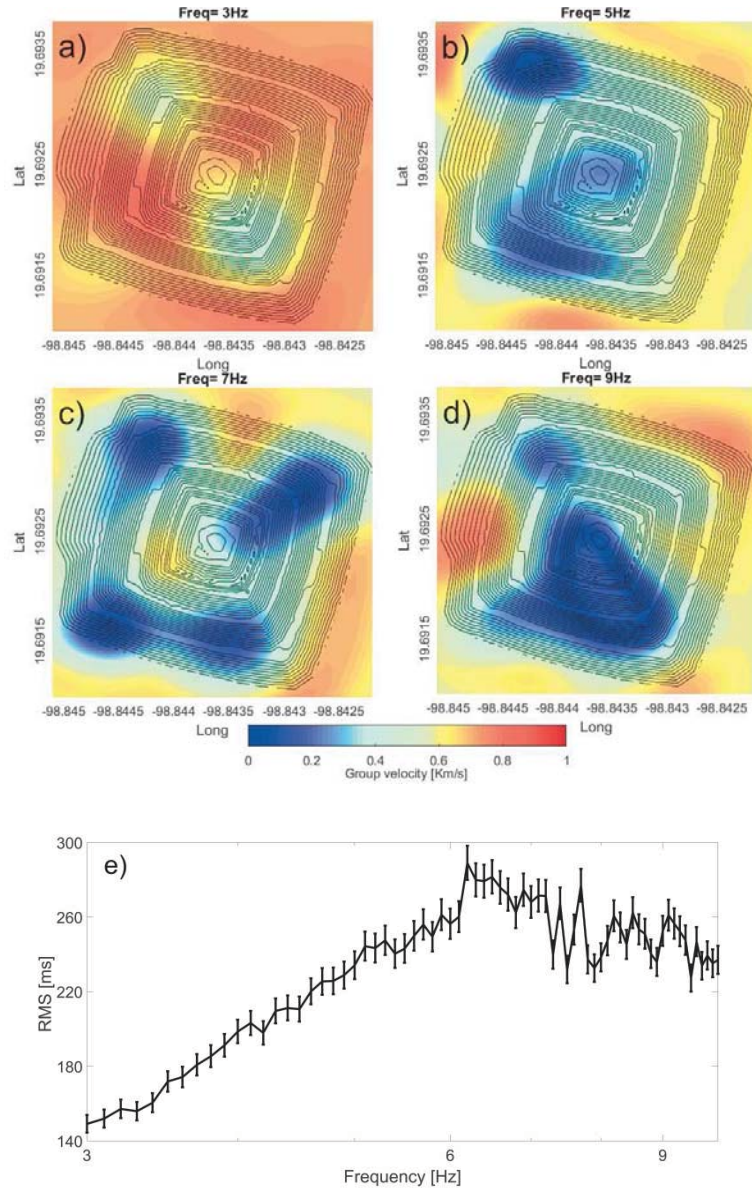 Freq= 3Hz
a)
19.6935
19.6925
19.6915
Lat
-98.845 -98.8445 -98.844 -98.8435 -98.843 -98.8425
Long
Freq= 5Hz
b)
19.6935
19.6925
19.6915
Lat
-98.845 -98.8445 -98.844 -98.8435 -98.843 -98.8425
Long
Freq= 7Hz
c)
19.6935
19.6925
19.6915
Lat
-98.845 -98.8445 -98.844 -98.8435 -98.843 -98.8425
Long
Freq= 9Hz
d)
19.6935
19.6925
19.6915
Lat
-98.845 -98.8445 -98.844 -98.8435 -98.843 -98.8425
Long
0 0.2 0.4 0.6 0.8 1
Group velocity [Km/s]
e)
300
260
220
180
140
RMS [ms]
3 6 9
Frequency [Hz]